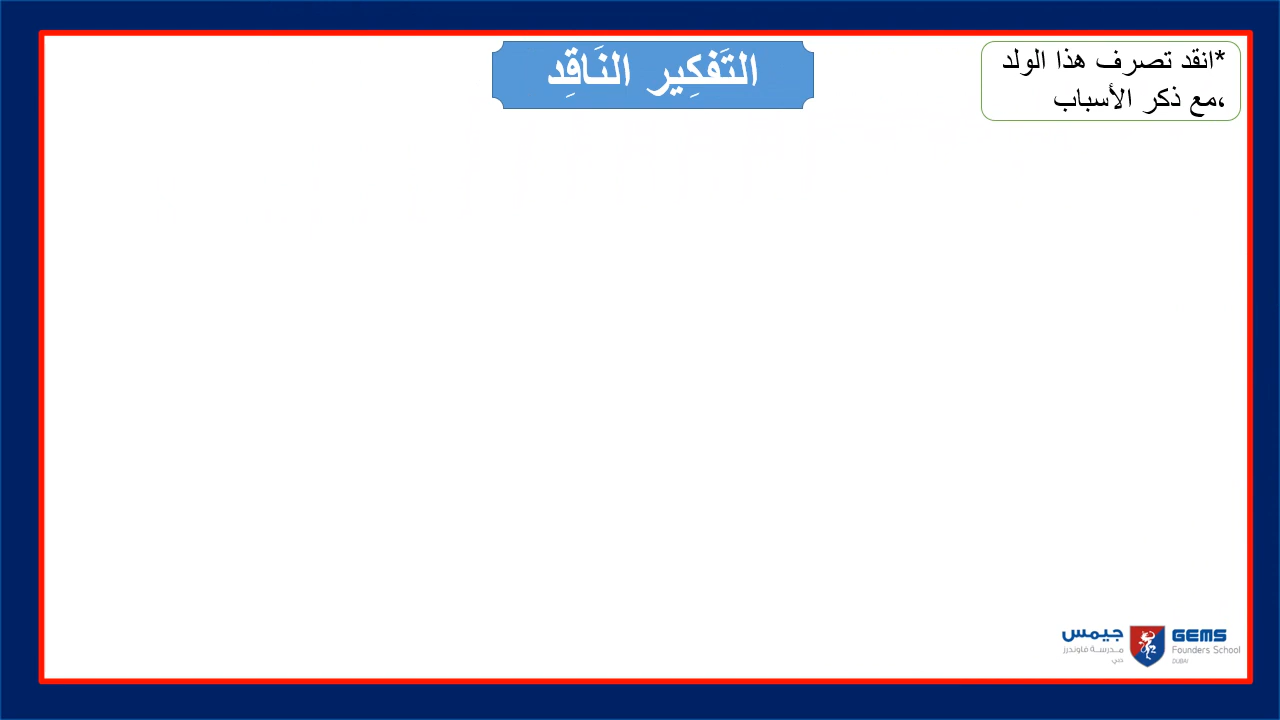 التَفكِير النَاقِد
*انقد تصرف هذا الولد
،مع ذكر الأسباب
جيمس
مدرسة فاوندرز
دبي
GEMS
Founders School
DUBAI